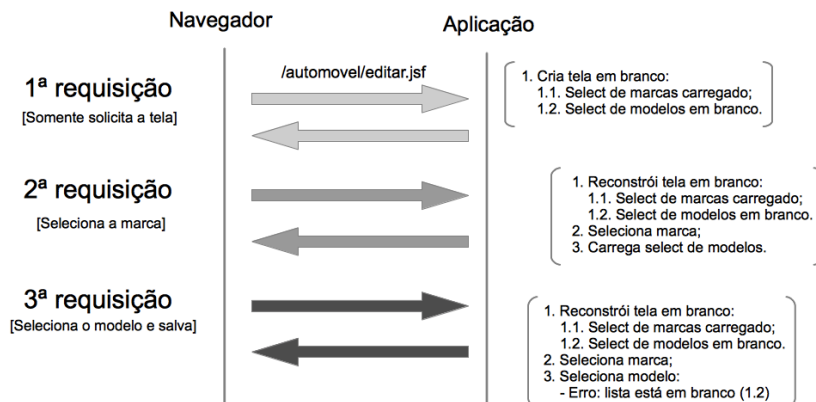 Navegador
Aplicação
/automovel/editar.jsf
1ª requisição
[Somente solicita a tela]
1. Cria tela em branco:
1.1. Select de marcas carregado;
1.2. Select de modelos em branco.
2ª requisição
[Seleciona a marca]
1. Reconstrói tela em branco:
1.1. Select de marcas carregado;
1.2. Select de modelos em branco.
2. Seleciona marca;
3. Carrega select de modelos.
3ª requisição
[Seleciona o modelo e salva]
1. Reconstrói tela em branco:
1.1. Select de marcas carregado;
1.2. Select de modelos em branco.
2. Seleciona marca;
3. Seleciona modelo:
- Erro: lista está em branco (1.2)